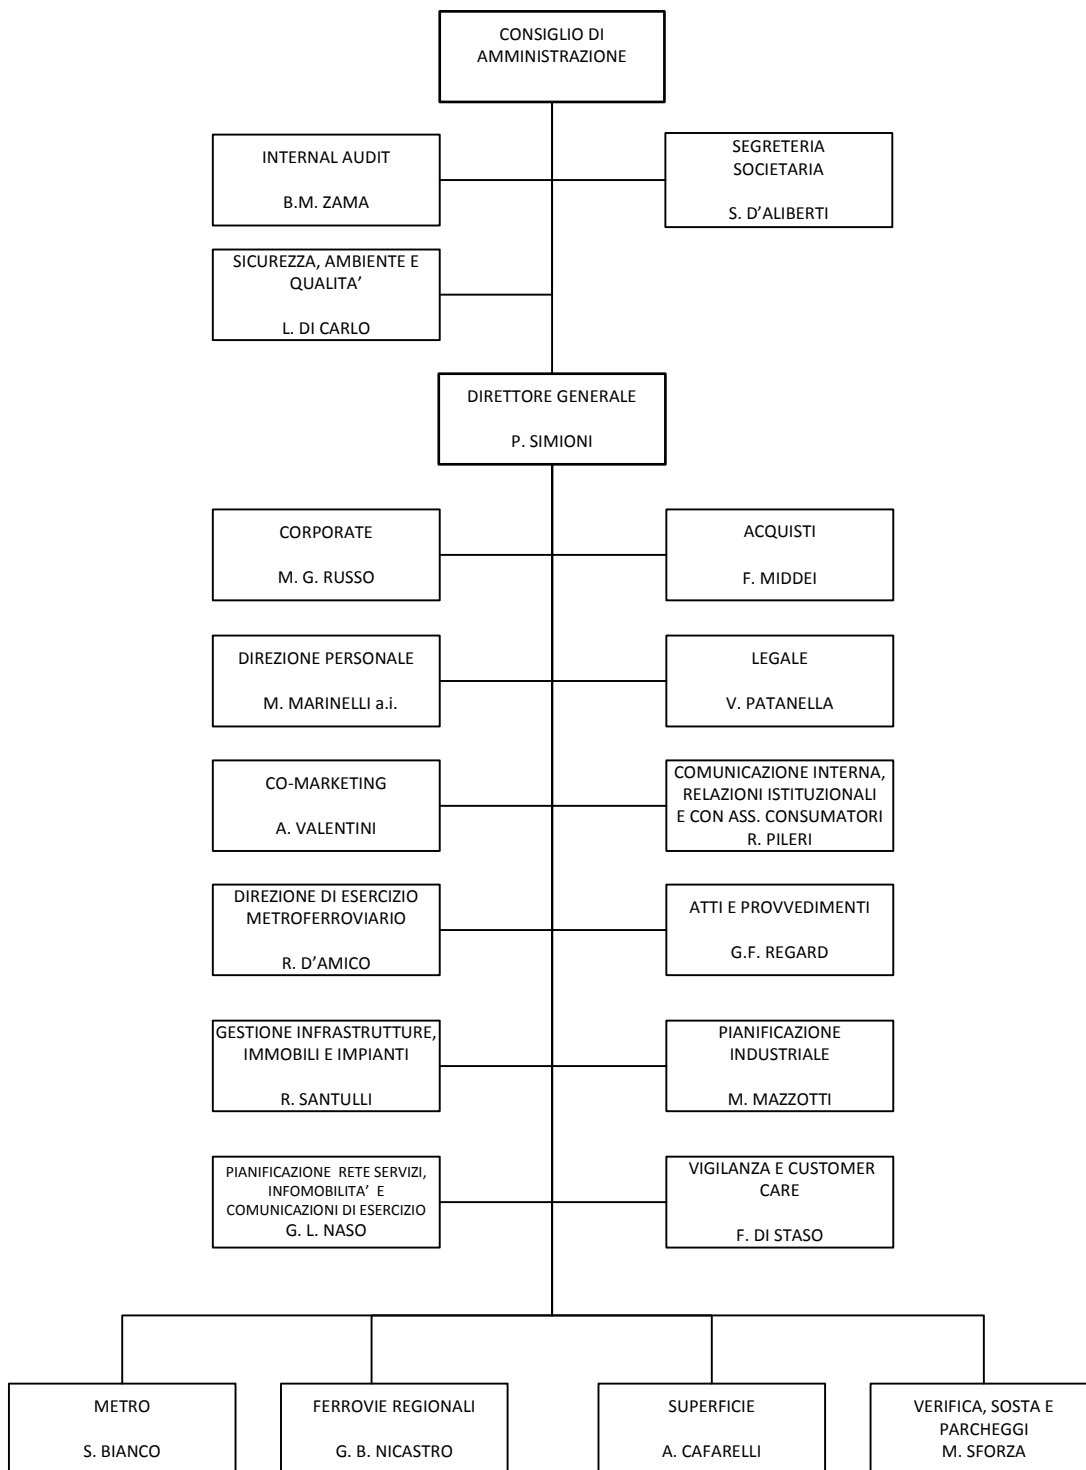 CONSIGLIO DI
AMMINISTRAZIONE
INTERNAL AUDIT
B.M. ZAMA
SEGRETERIA
SOCIETARIA
S. D’ALIBERTI
SICUREZZA, AMBIENTE E
QUALITA’
L. DI CARLO
DIRETTORE GENERALE
P. SIMIONI
CORPORATE
M. G. RUSSO
ACQUISTI
F. MIDDEI
DIREZIONE PERSONALE
M. MARINELLI a.i.
LEGALE
V. PATANELLA
CO-MARKETING
A. VALENTINI
COMUNICAZIONE INTERNA,
RELAZIONI ISTITUZIONALI
E CON ASS. CONSUMATORI
R. PILERI
DIREZIONE DI ESERCIZIO
METROFERROVIARIO
R. D’AMICO
ATTI E PROVVEDIMENTI
G.F. REGARD
GESTIONE INFRASTRUTTURE,
IMMOBILI E IMPIANTI
R. SANTULLI
PIANIFICAZIONE
INDUSTRIALE
M. MAZZOTTI
PIANIFICAZIONE RETE SERVIZI,
INFOMOBILITA’ E
COMUNICAZIONI DI ESERCIZIO
G. L. NASO
VIGILANZA E CUSTOMER
CARE
F. DI STASO
METRO
S. BIANCO
FERROVIE REGIONALI
G. B. NICASTRO
SUPERFICIE
A. CAFARELLI
VERIFICA, SOSTA E
PARCHEGGI
M. SFORZA